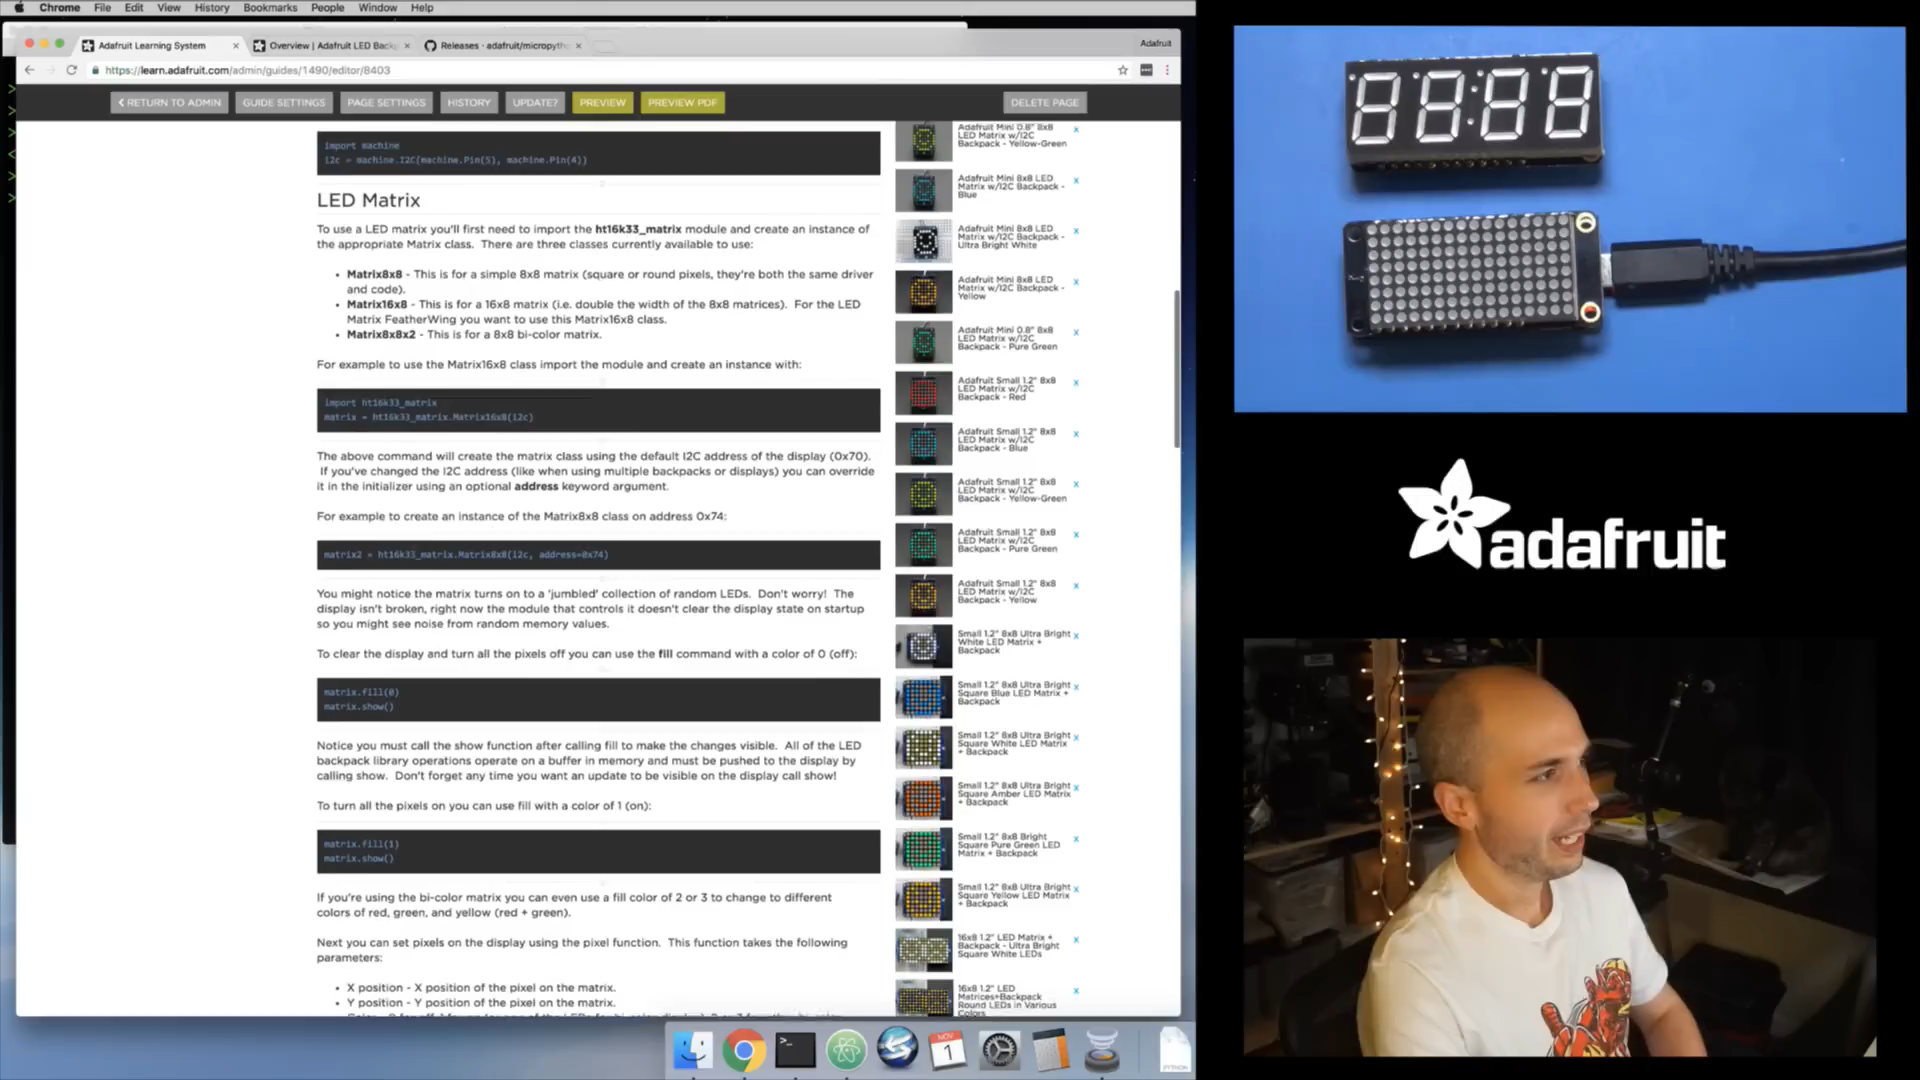 Chrome File Edit View History Bookmarks People Window Help
Adafruit Learning System
Overview | Adafruit LED Backp
Releases · adafruit/micropyth
Adafruit
https://learn.adafruit.com/admin/guides/1490/editor/8403
RETURN TO ADMIN
GUIDE SETTINGS
PAGE SETTINGS
HISTORY
UPDATE?
PREVIEW
PREVIEW PDF
DELETE PAGE
import machine
i2c = machine.I2C(machine.Pin(5), machine.Pin(4))
LED Matrix
To use a LED matrix you'll first need to import the ht16k33_matrix module and create an instance of
the appropriate Matrix class. There are three classes currently available to use:
• Matrix8x8 - This is for a simple 8x8 matrix (square or round pixels, they're both the same driver
and code).
• Matrix16x8 - This is for a 16x8 matrix (i.e. double the width of the 8x8 matrices). For the LED
Matrix FeatherWing you want to use this Matrix16x8 class.
• Matrix8x8x2 - This is for a 8x8 bi-color matrix.
For example to use the Matrix16x8 class import the module and create an instance with:
import ht16k33_matrix
matrix = ht16k33_matrix.Matrix16x8(i2c)
The above command will create the matrix class using the default I2C address of the display (0x70).
If you've changed the I2C address (like when using multiple backpacks or displays) you can override
it in the initializer using an optional address keyword argument.
For example to create an instance of the Matrix8x8 class on address 0x74:
matrix2 = ht16k33_matrix.Matrix8x8(i2c, address=0x74)
You might notice the matrix turns on to a 'jumbled' collection of random LEDs. Don't worry! The
display isn't broken, right now the module that controls it doesn't clear the display state on startup
so you might see noise from random memory values.
To clear the display and turn all the pixels off you can use the fill command with a color of 0 (off):
matrix.fill(0)
matrix.show()
Notice you must call the show function after calling fill to make the changes visible. All of the LED
backpack library operations operate on a buffer in memory and must be pushed to the display by
calling show. Don't forget any time you want an update to be visible on the display call show!
To turn all the pixels on you can use fill with a color of 1 (on):
matrix.fill(1)
matrix.show()
If you're using the bi-color matrix you can even use a fill color of 2 or 3 to change to different
colors of red, green, and yellow (red + green).
Next you can set pixels on the display using the pixel function. This function takes the following
parameters:
• X position - X position of the pixel on the matrix.
• Y position - Y position of the pixel on the matrix.
Adafruit Mini 0.8" 8x8
LED Matrix w/I2C
Backpack - Yellow-Green
Adafruit Mini 8x8 LED
Matrix w/I2C Backpack -
Blue
Adafruit Mini 8x8 LED
Matrix w/I2C Backpack -
Ultra Bright White
Adafruit Mini 8x8 LED
Matrix w/I2C Backpack -
Yellow
Adafruit Mini 0.8" 8x8
LED Matrix w/I2C
Backpack - Pure Green
Adafruit Small 1.2" 8x8
LED Matrix w/I2C
Backpack - Red
Adafruit Small 1.2" 8x8
LED Matrix w/I2C
Backpack - Blue
Adafruit Small 1.2" 8x8
LED Matrix w/I2C
Backpack - Yellow-Green
Adafruit Small 1.2" 8x8
LED Matrix w/I2C
Backpack - Pure Green
Adafruit Small 1.2" 8x8
LED Matrix w/I2C
Backpack - Yellow
Small 1.2" 8x8 Ultra Bright
White LED Matrix +
Backpack
Small 1.2" 8x8 Ultra Bright
Square Blue LED Matrix +
Backpack
Small 1.2" 8x8 Ultra Bright
Square White LED Matrix
+ Backpack
Small 1.2" 8x8 Ultra Bright
Square Amber LED Matrix
+ Backpack
Small 1.2" 8x8 Bright
Square Pure Green LED
Matrix + Backpack
Small 1.2" 8x8 Ultra Bright
Square Yellow LED Matrix
+ Backpack
16x8 1.2" LED Matrix +
Backpack - Ultra Bright
Square White LEDs
16x8 1.2" LED
Matrices+Backpack
Round LEDs in Various
Colors
NOV
1
PYTHON
adafruit